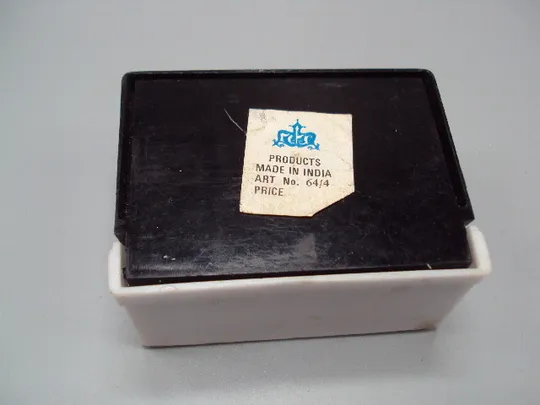 PRODUCTS
MADE IN INDIA
ART No. 64/4
PRICE